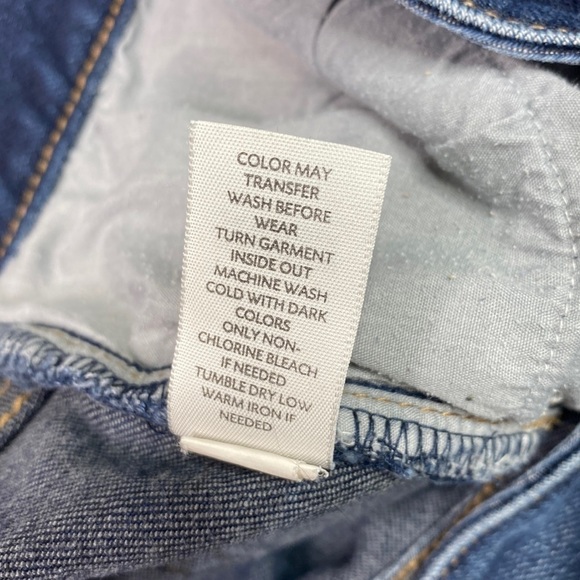 COLOR MAY
TRANSFER
WASH BEFORE
WEAR
TURN GARMENT
INSIDE OUT
MACHINE WASH
COLD WITH DARK
COLORS
ONLY NON-
CHLORINE BLEACH
IF NEEDED
TUMBLE DRY LOW
WARM IRON IF
NEEDED